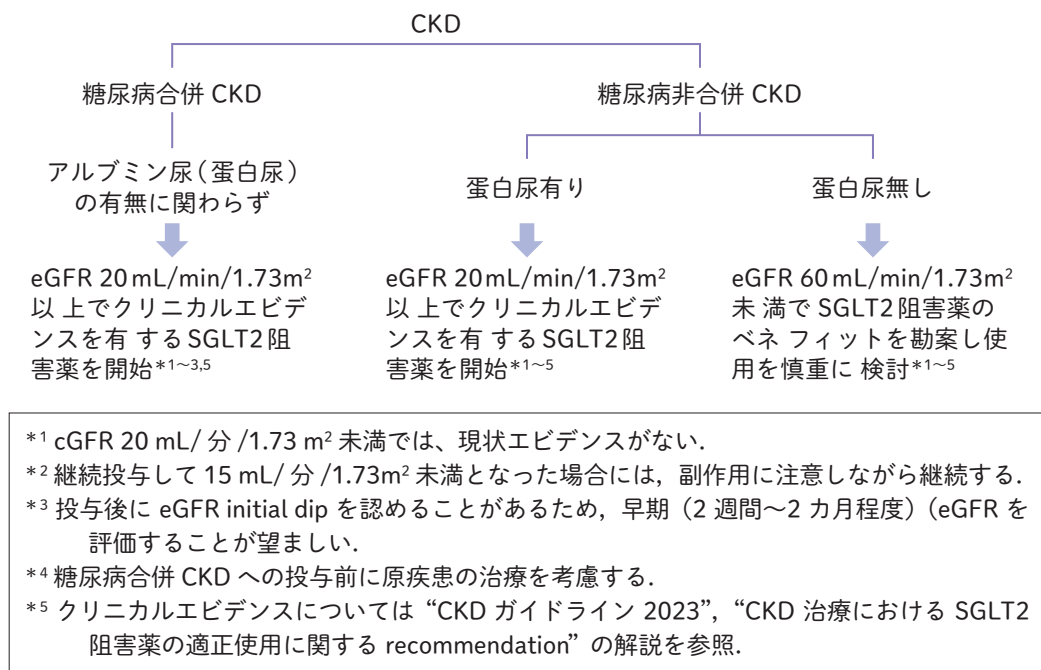 CKD
糖尿病合併 CKD
糖尿病非合併 CKD
アルブミン尿(蛋白尿)
の有無に関わらず
蛋白尿有り
蛋白尿無し
eGFR 20 mL/min/1.73m²
以 上でクリニカルエビデ
ンスを有 する SGLT2 阻
害薬を開始*1~3,5
eGFR 20 mL/min/1.73m²
以 上でクリニカルエビデ
ンスを有 する SGLT2 阻
害薬を開始*1~5
eGFR 60 mL/min/1.73m²
未 満で SGLT2 阻害薬の
ベネ フィットを勘案し使
用を慎重に 検討*1~5
*1 cGFR 20 mL/ 分 /1.73 m² 未満では、現状エビデンスがない.
*2 継続投与して 15 mL/ 分 /1.73m² 未満となった場合には,副作用に注意しながら継続する.
*3 投与後に eGFR initial dip を認めることがあるため,早期(2 週間~2 カ月程度)(eGFR を
評価することが望ましい.
*4 糖尿病合併 CKD への投与前に原疾患の治療を考慮する.
*5 クリニカルエビデンスについては “CKD ガイドライン 2023”,“CKD 治療における SGLT2
阻害薬の適正使用に関する recommendation” の解説を参照.